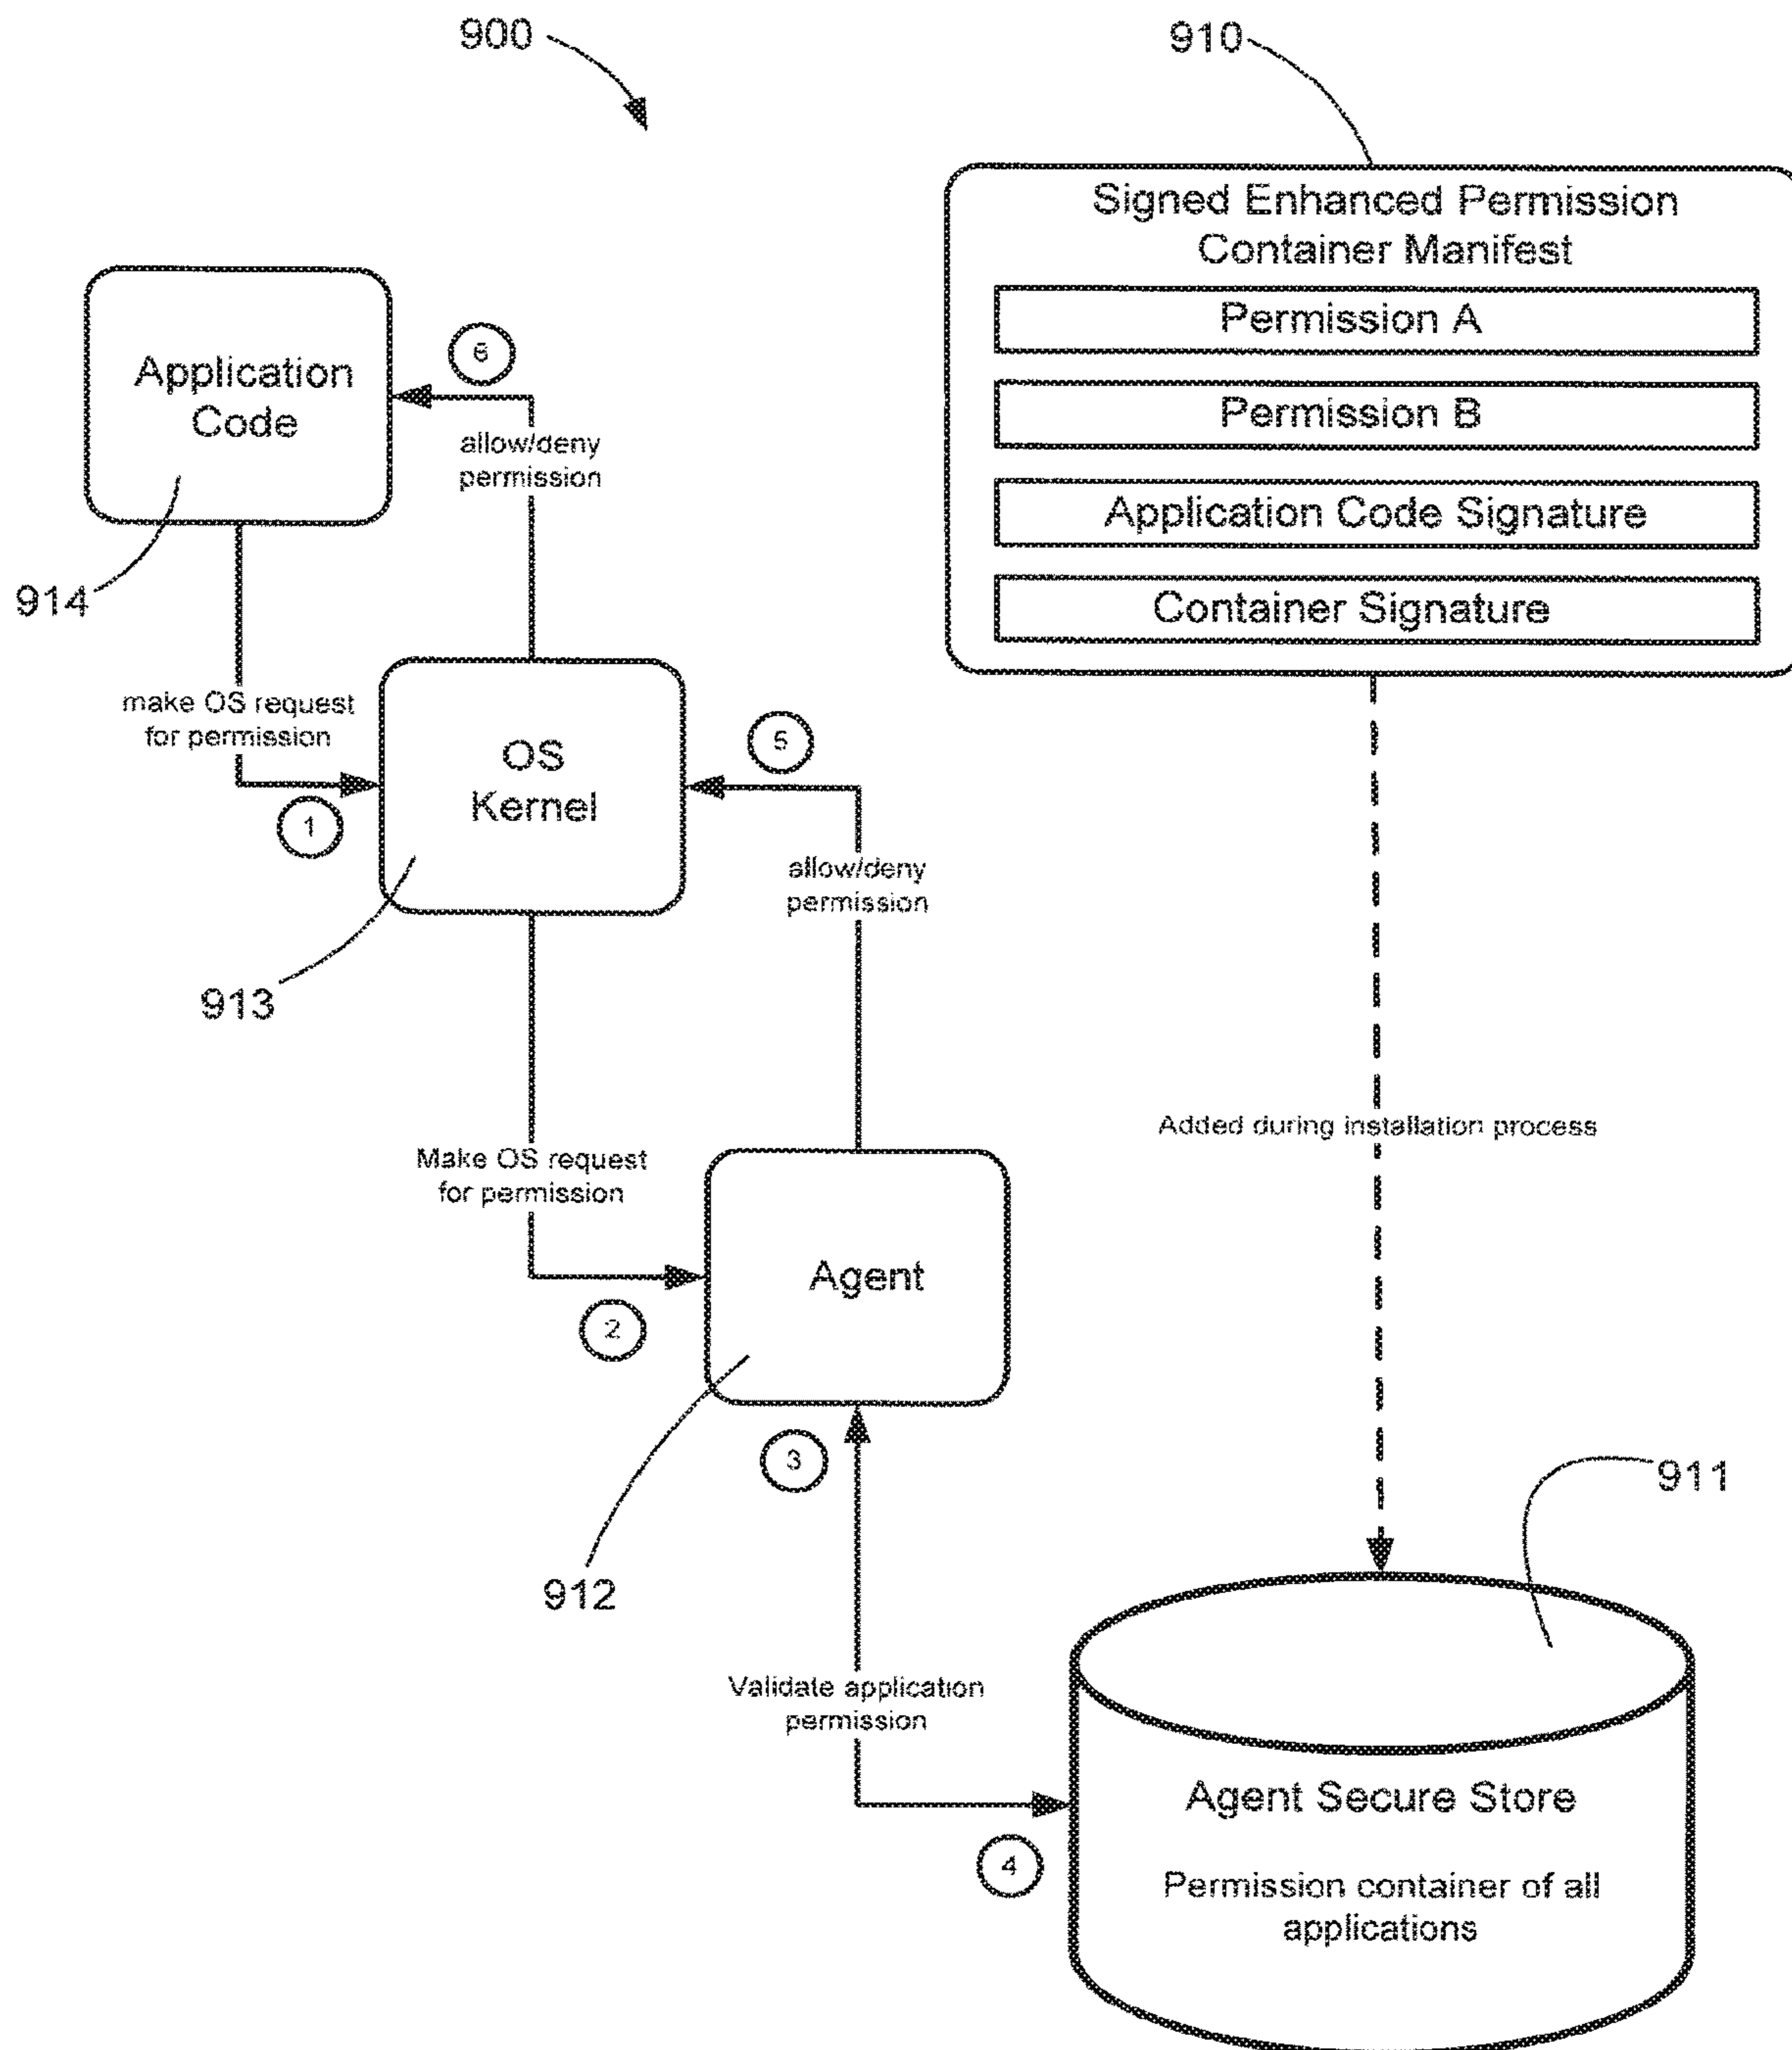 900
910
Signed Enhanced Permission
Container Manifest
Permission A
Permission B
Application Code Signature
Container Signature
Application
Code
6
allow/deny
permission
914
make OS request
for permission
1
OS
Kernel
5
allow/deny
permission
913
Make OS request
for permission
2
Agent
Added during installation process
3
912
911
Validate application
permission
4
Agent Secure Store
Permission container of all
applications